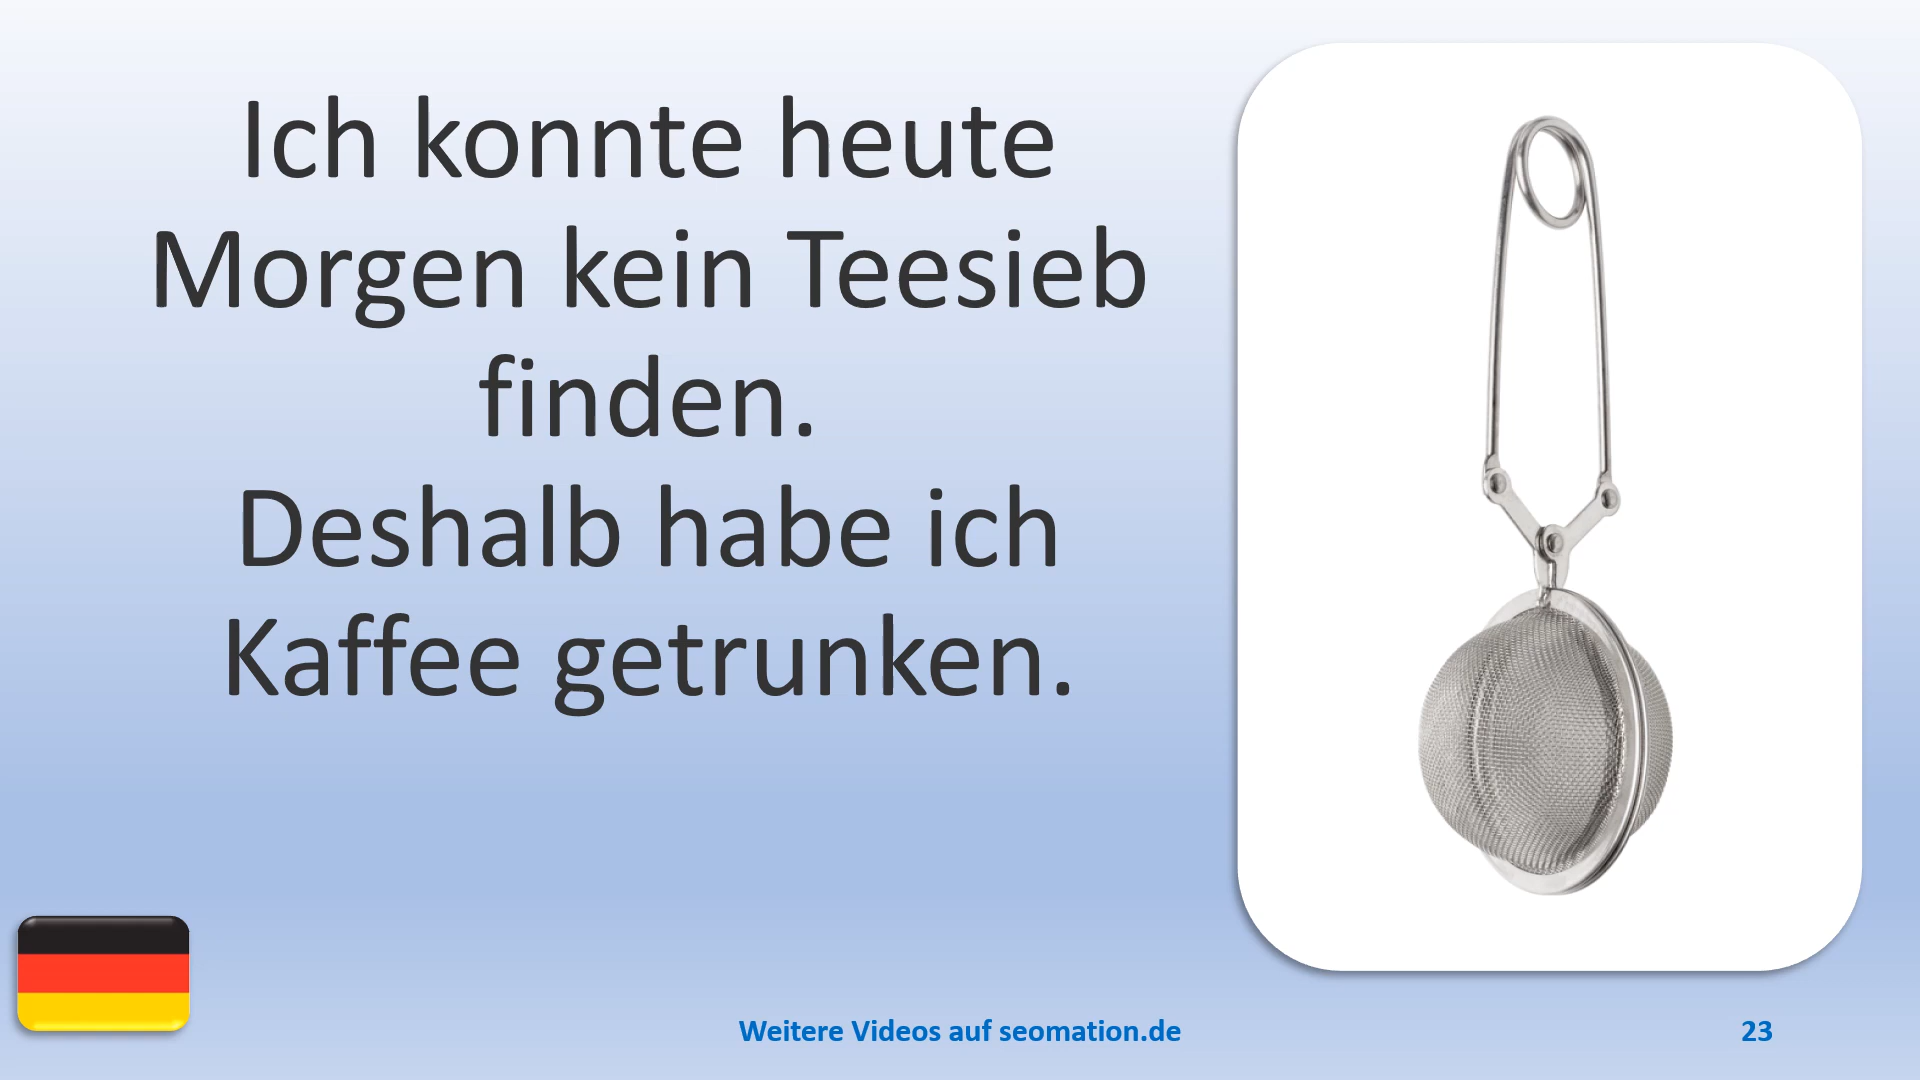 Ich konnte heute
Morgen kein Teesieb
finden.
Deshalb habe ich
Kaffee getrunken.
Weitere Videos auf seomation.de
23